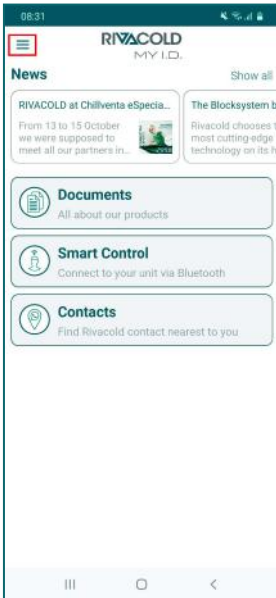 08:31
RIVACOLD
MY I.D.
News
Show all
RIVACOLD at Chillventa eSpecia...
From 13 to 15 October
we were supposed to
meet all our partners in...
The Blocksystem b
Rivacold chooses t
most cutting-edge
technology on its h
Documents
All about our products
Smart Control
Connect to your unit via Bluetooth
Contacts
Find Rivacold contact nearest to you